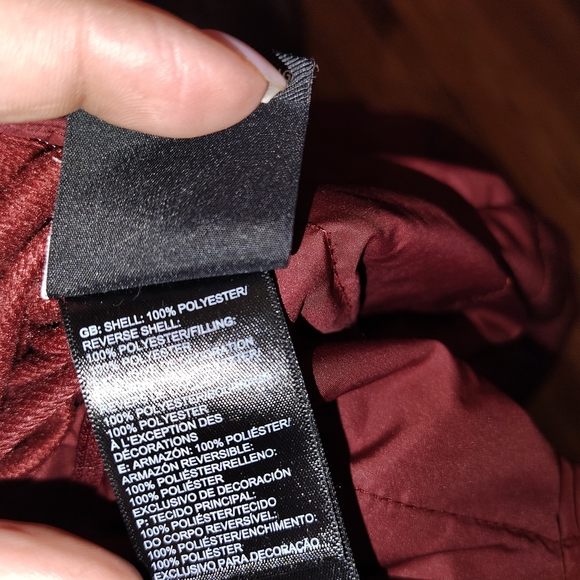 GB: SHELL: 100% POLYESTER/
REVERSE SHELL:
100% POLYESTER/FILLING:
100% POLYESTER
100% POLYESTER
À L'EXCEPTION DES
DÉCORATIONS
E: ARMAZÓN: 100% POLIÉSTER/
ARMAZÓN REVERSIBLE:
100% POLIÉSTER/RELLENO:
100% POLIÉSTER
EXCLUSIVO DE DECORACIÓN
P: TECIDO PRINCIPAL:
100% POLIÉSTER/TECIDO
DO CORPO REVERSÍVEL:
100% POLIÉSTER/ENCHIMENTO:
100% POLIÉSTER
EXCLUSIVO PARA DECORAÇÃO